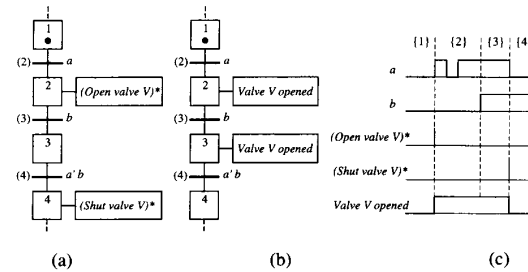 1
(2) a
2 (Open valve V)*
(3) b
3
(4) a' b
4 (Shut valve V)*
(a)
1
(2) a
2 Valve V opened
(3) b
3 Valve V opened
(4) a' b
4
(b)
{1} {2} {3} {4
a
b
(Open valve V)*
(Shut valve V)*
Valve V opened
(c)